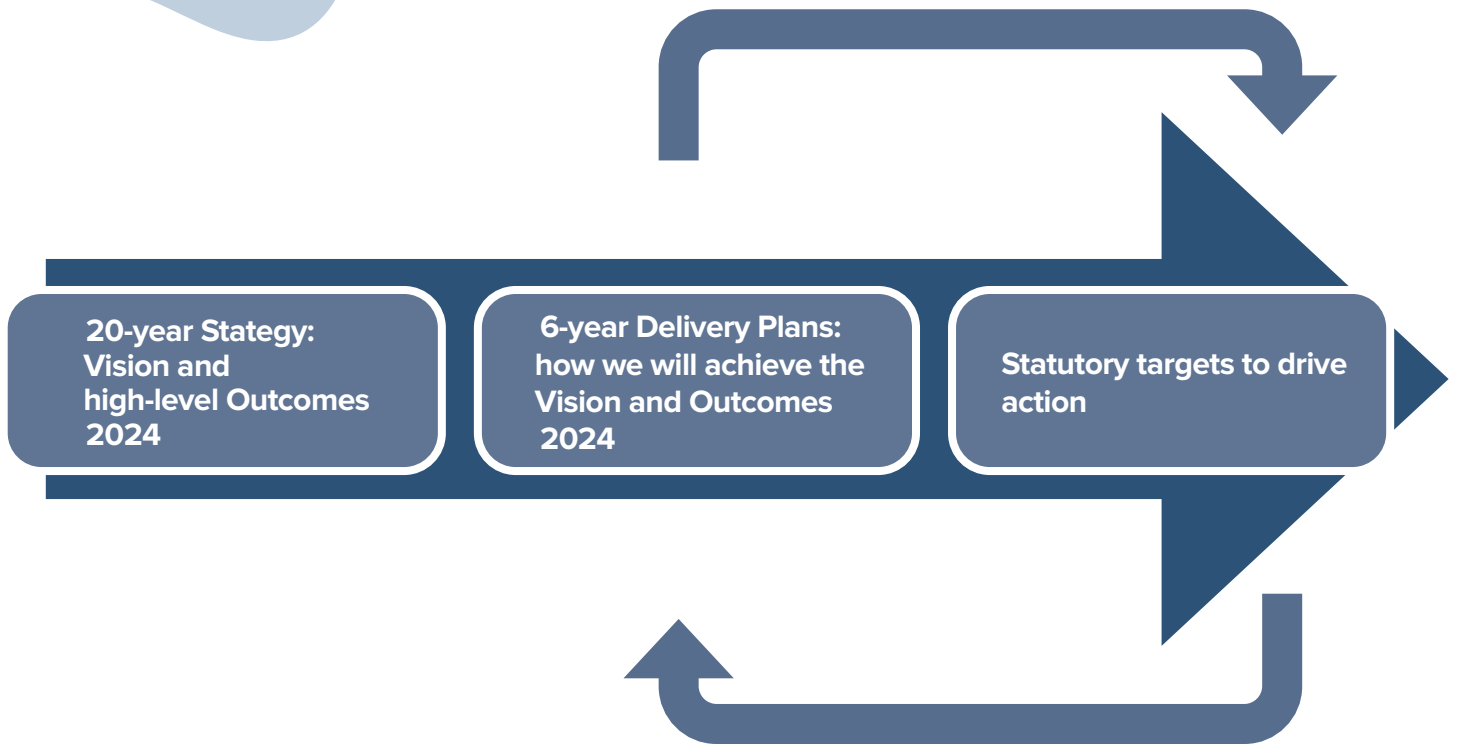 20-year Stategy:
Vision and
high-level Outcomes
2024
6-year Delivery Plans:
how we will achieve the
Vision and Outcomes
2024
Statutory targets to drive
action